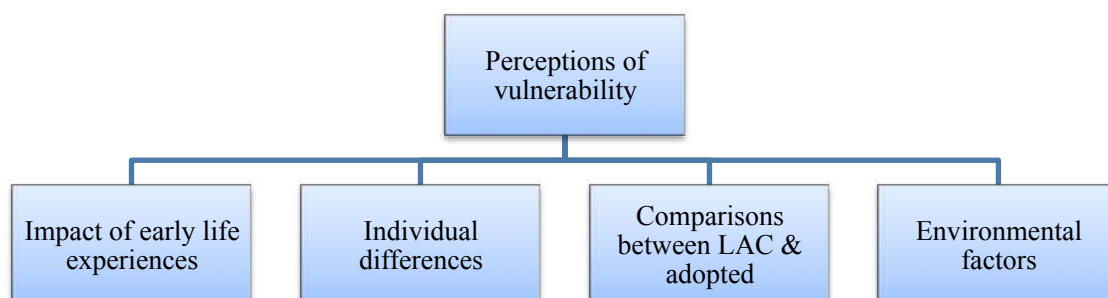 Perceptions of
vulnerability
Impact of early life
experiences
Individual
differences
Comparisons
between LAC &
adopted
Environmental
factors